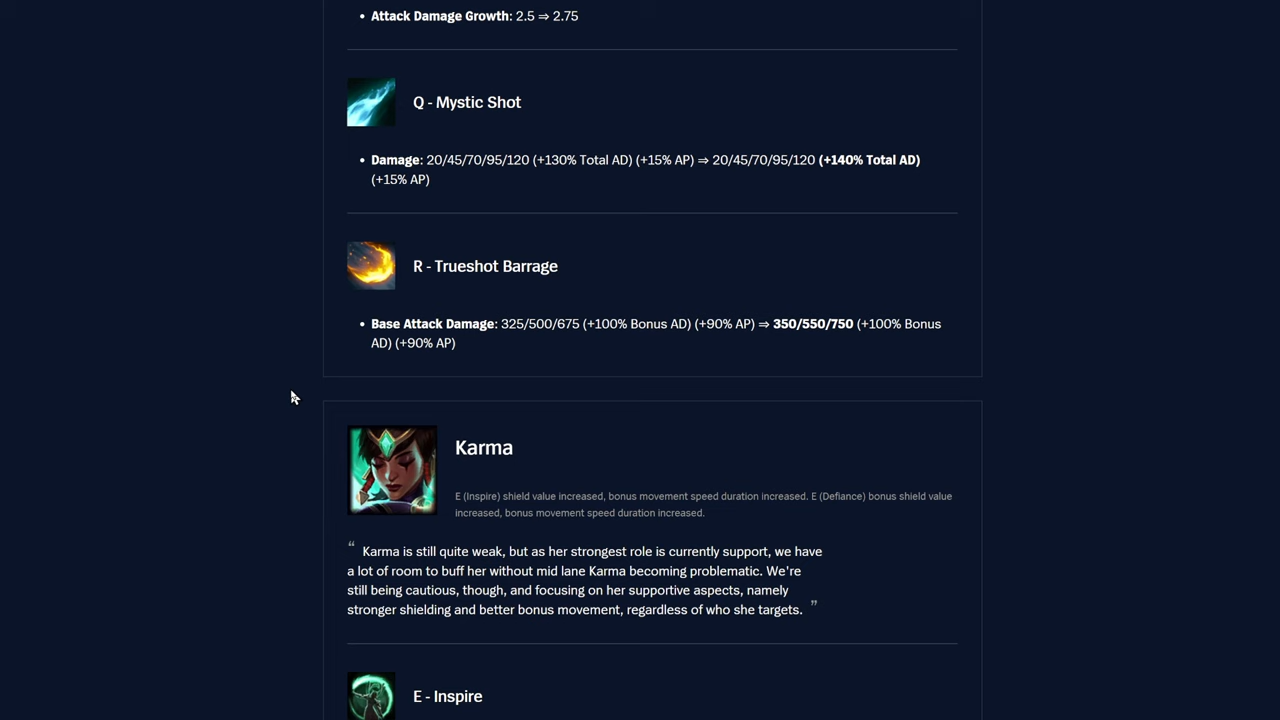 • Attack Damage Growth: 2.5 ⇒ 2.75
Q - Mystic Shot
• Damage: 20/45/70/95/120 (+130% Total AD) (+15% AP) ⇒ 20/45/70/95/120 (+140% Total AD)
(+15% AP)
R - Trueshot Barrage
• Base Attack Damage: 325/500/675 (+100% Bonus AD) (+90% AP) ⇒ 350/550/750 (+100% Bonus
AD) (+90% AP)
Karma
E (Inspire) shield value increased, bonus movement speed duration increased. E (Defiance) bonus shield value
increased, bonus movement speed duration increased.
“ Karma is still quite weak, but as her strongest role is currently support, we have
a lot of room to buff her without mid lane Karma becoming problematic. We're
still being cautious, though, and focusing on her supportive aspects, namely
stronger shielding and better bonus movement, regardless of who she targets. ”
E - Inspire